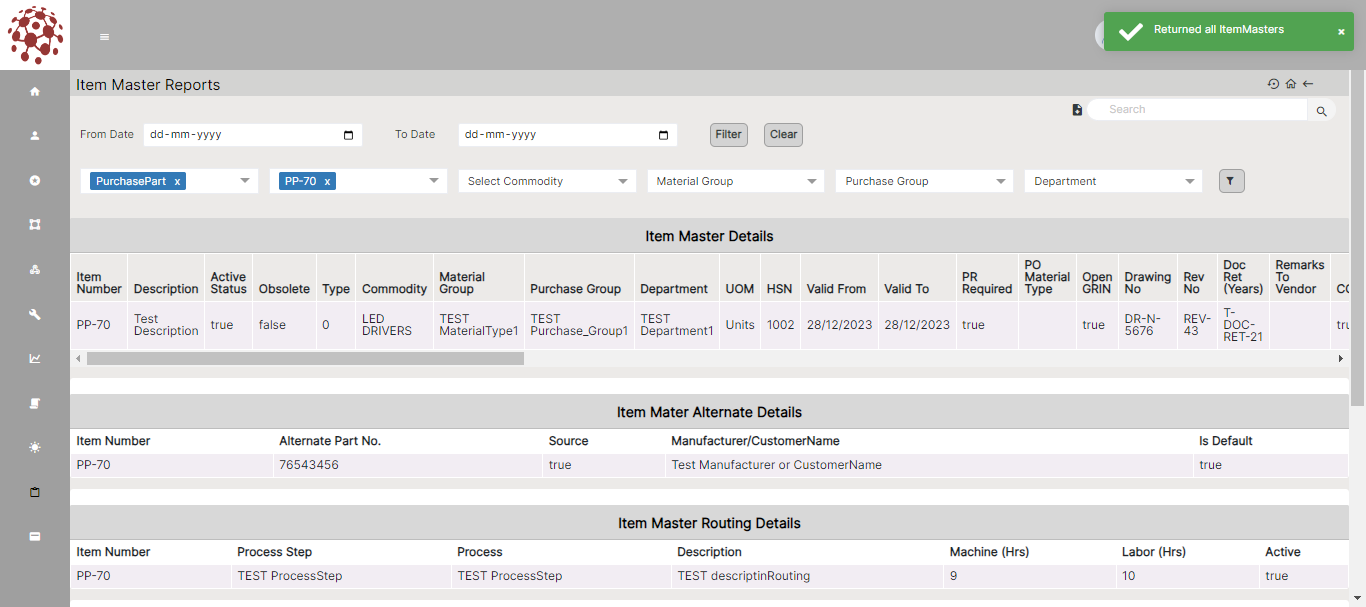 Returned all ItemMasters
×
Item Master Reports
Search
From Date dd-mm-yyyy To Date dd-mm-yyyy Filter Clear
PurchasePart x PP-70 x Select Commodity Material Group Purchase Group Department
Item Master Details
Item Number Description Active Status Obsolete Type Commodity Material Group Purchase Group Department UOM HSN Valid From Valid To PR Required PO Material Type Open GRIN Drawing No Rev No Doc Ret (Years) Remarks To Vendor
PP-70 Test Description true false 0 LED DRIVERS TEST MaterialType1 TEST Purchase_Group1 TEST Department1 Units 1002 28/12/2023 28/12/2023 true true DR-N-5676 REV-43 T-DOC-RET-21
Item Mater Alternate Details
Item Number Alternate Part No. Source Manufacturer/CustomerName Is Default
PP-70 76543456 true Test Manufacturer or CustomerName true
Item Master Routing Details
Item Number Process Step Process Description Machine (Hrs) Labor (Hrs) Active
PP-70 TEST ProcessStep TEST ProcessStep TEST descriptinRouting 9 10 true